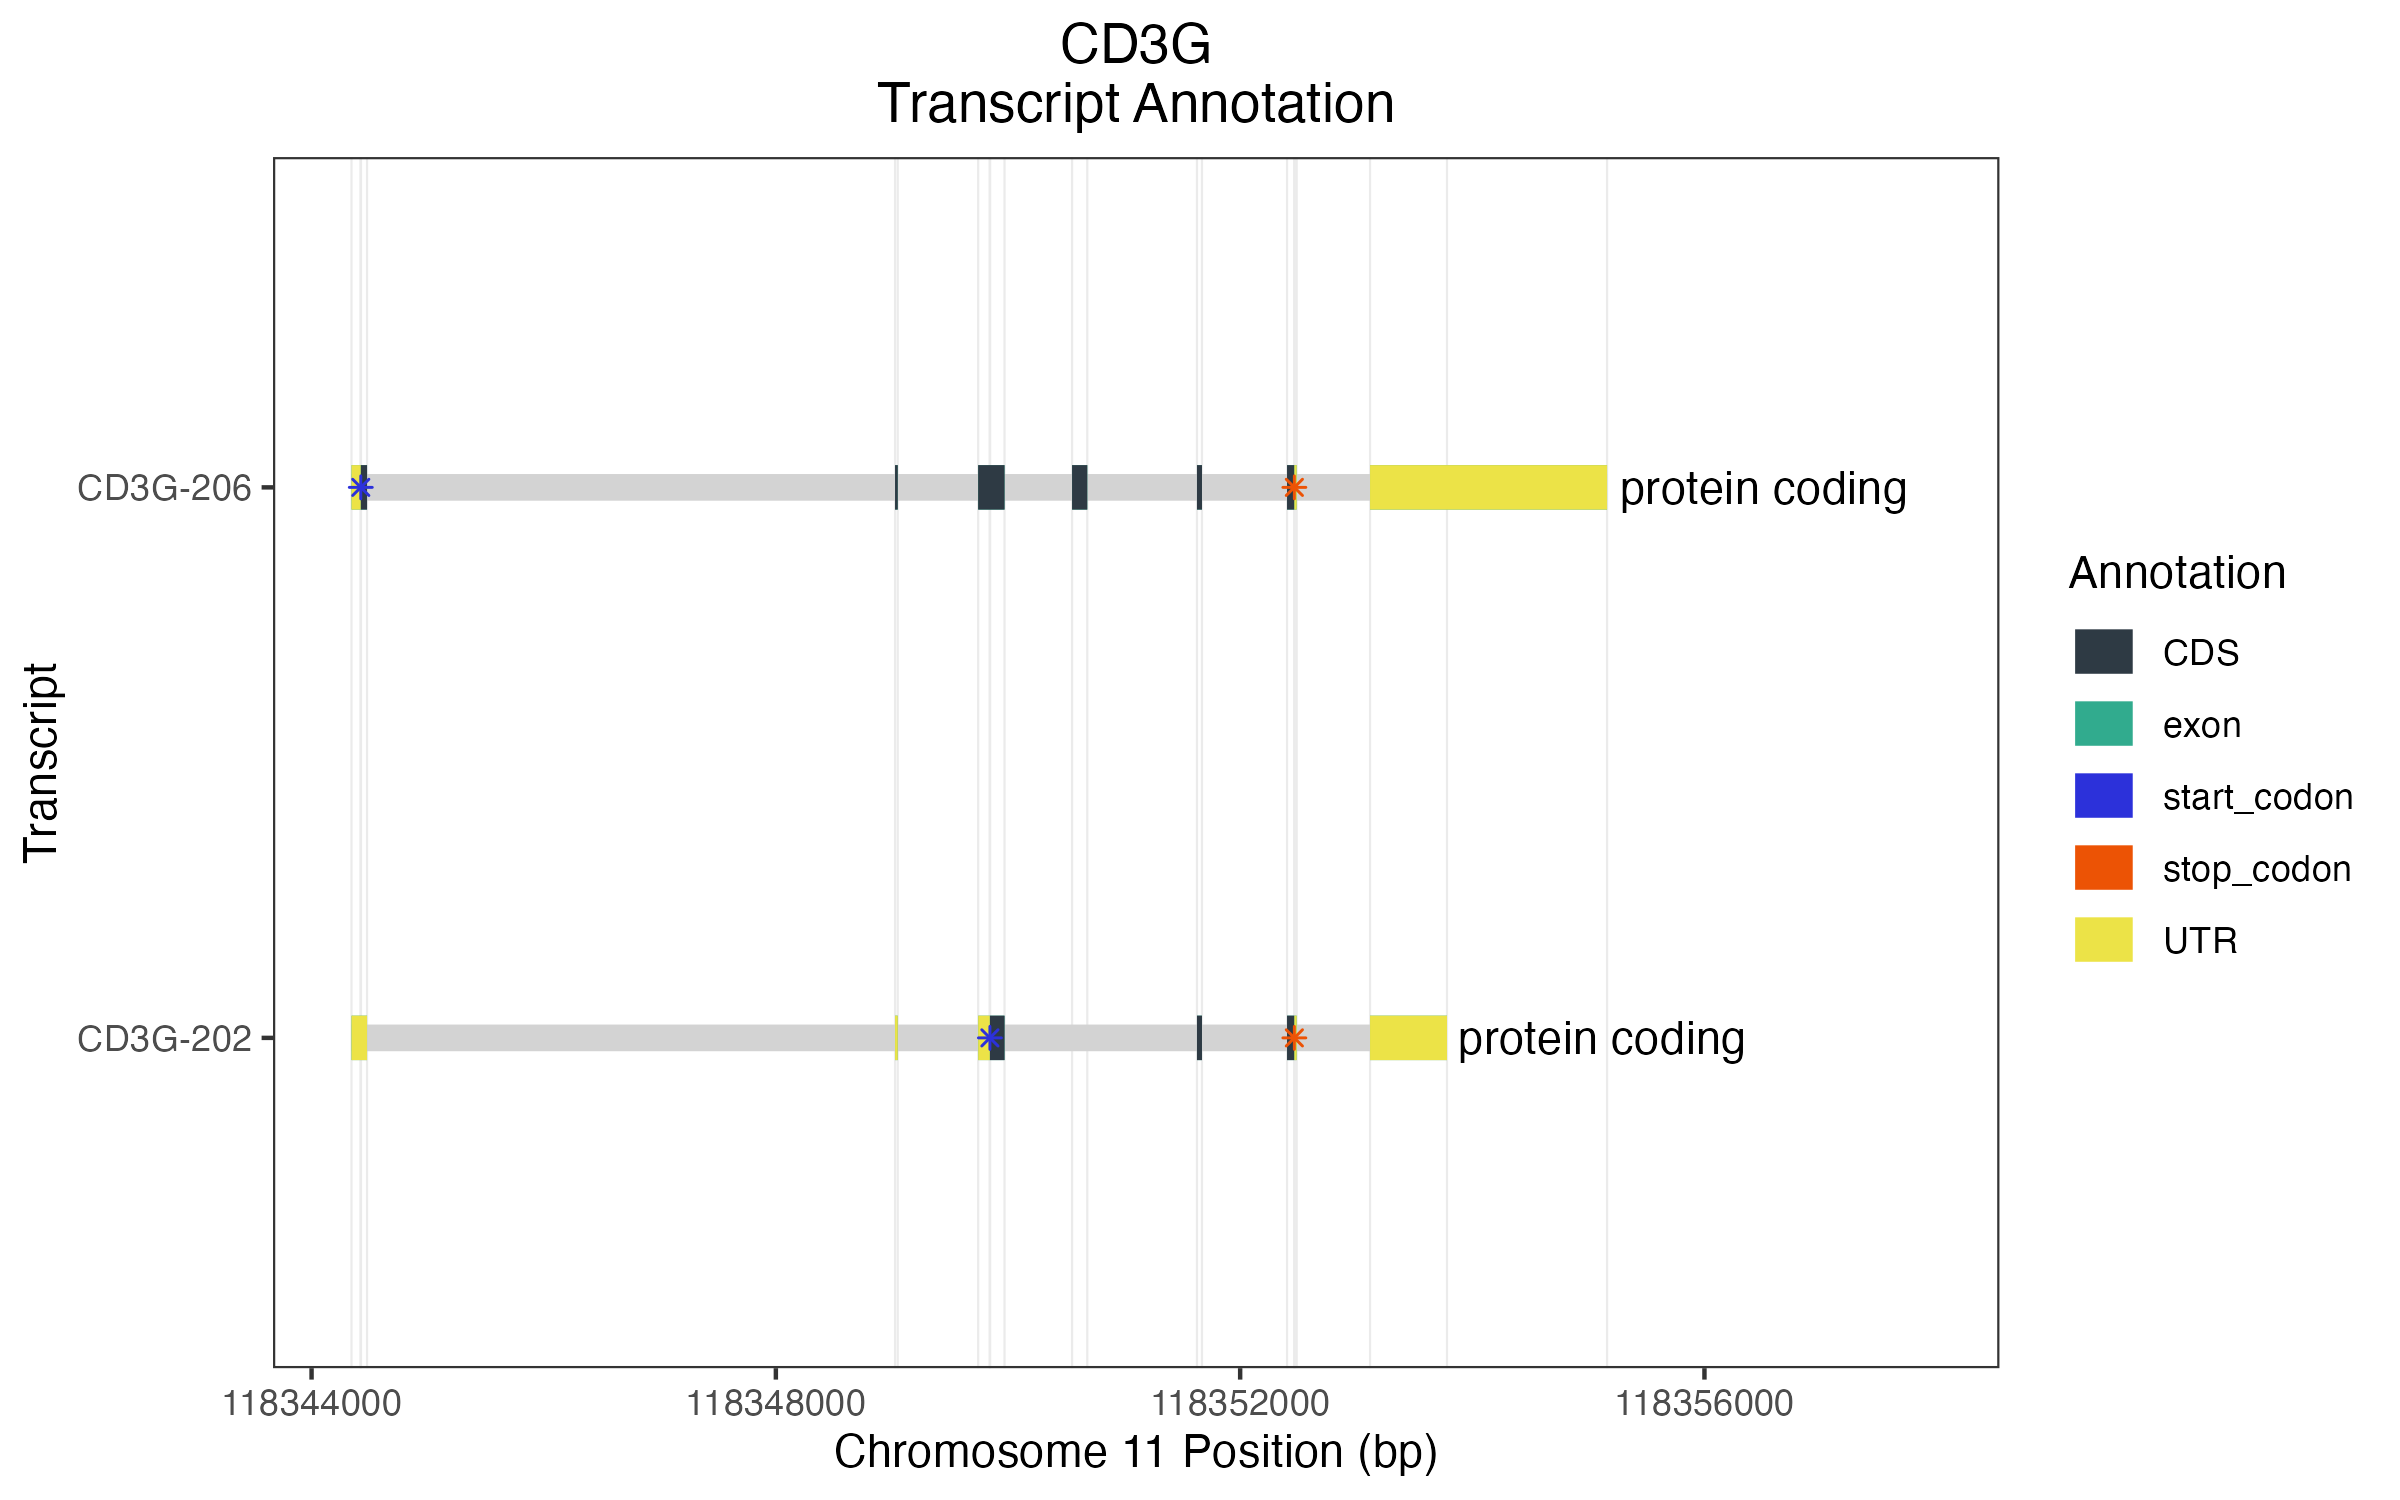 CD3G
Transcript Annotation
Transcript
CD3G-206
protein coding
CD3G-202
protein coding
118344000
118348000
118352000
118356000
Chromosome 11 Position (bp)
Annotation
CDS
exon
start_codon
stop_codon
UTR